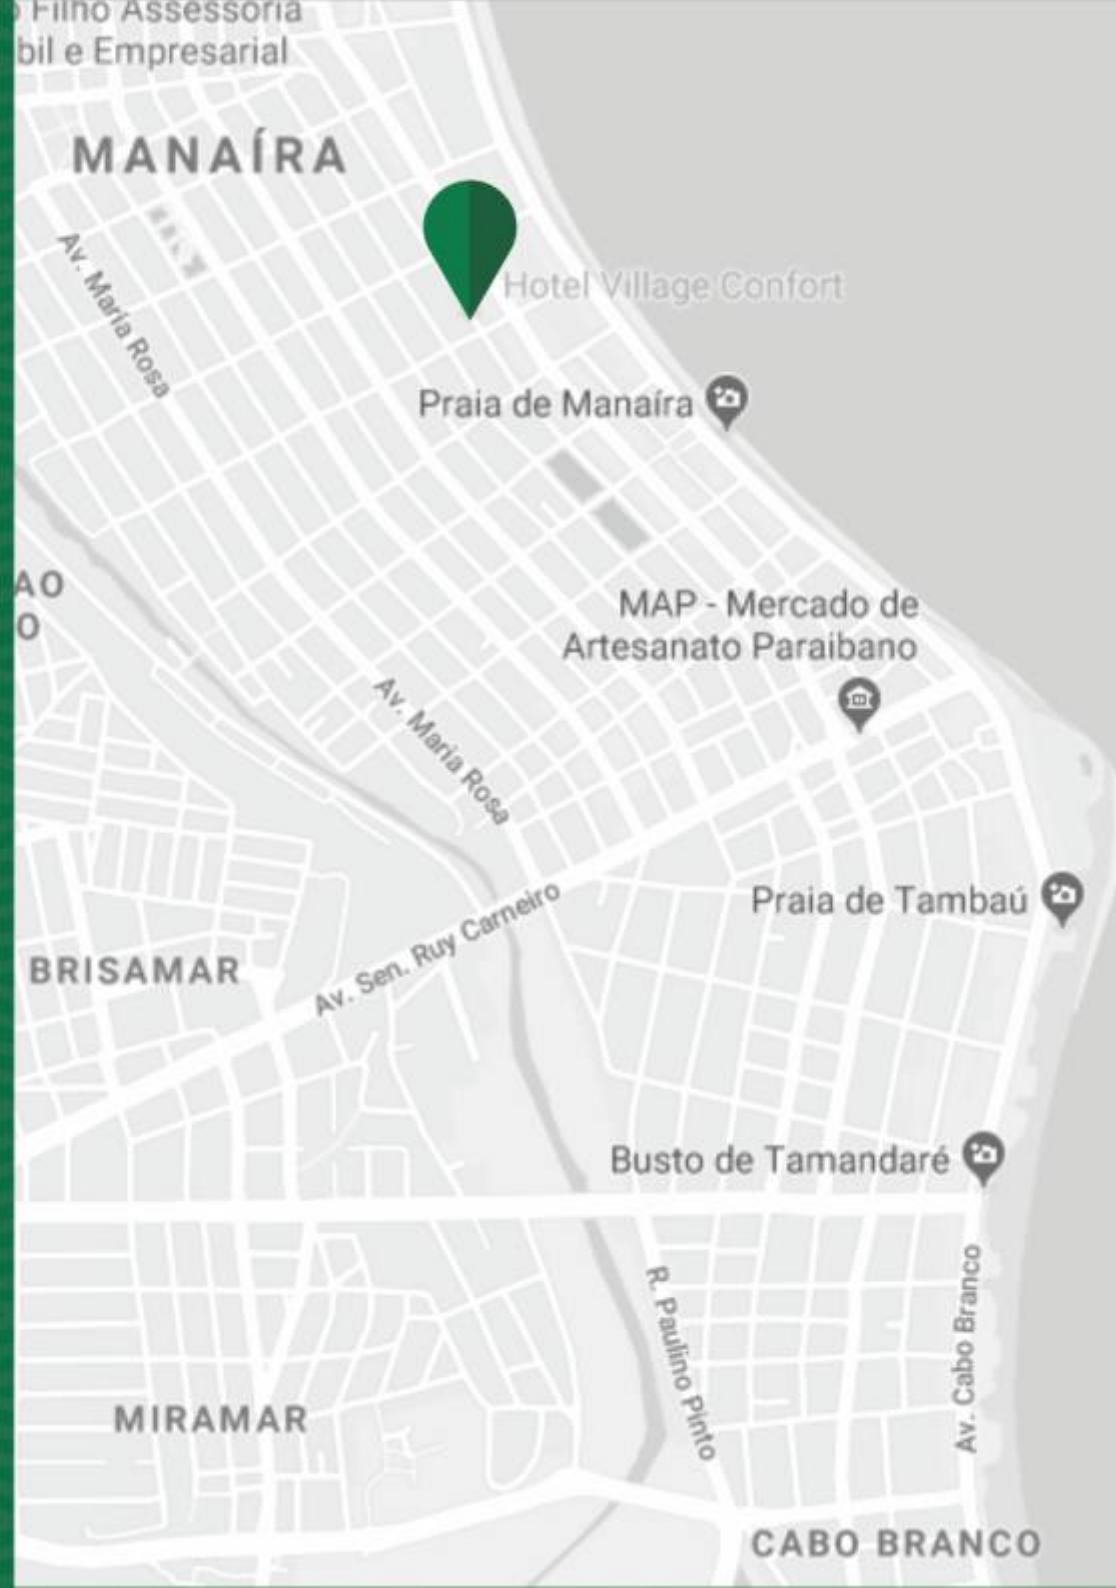 Filho Assessoria
bil e Empresarial
MANAÍRA
Av. María Rosa
Hotel Village Confort
Praia de Manaíra
AO
O
MAP - Mercado de
Artesanato Paraibano
Av. Maria Rosa
Praia de Tambaú
Av. Sen. Ruy Carneiro
BRISAMAR
Busto de Tamandaré
R. Paulino Pinto
Av. Cabo Branco
MIRAMAR
CABO BRANCO